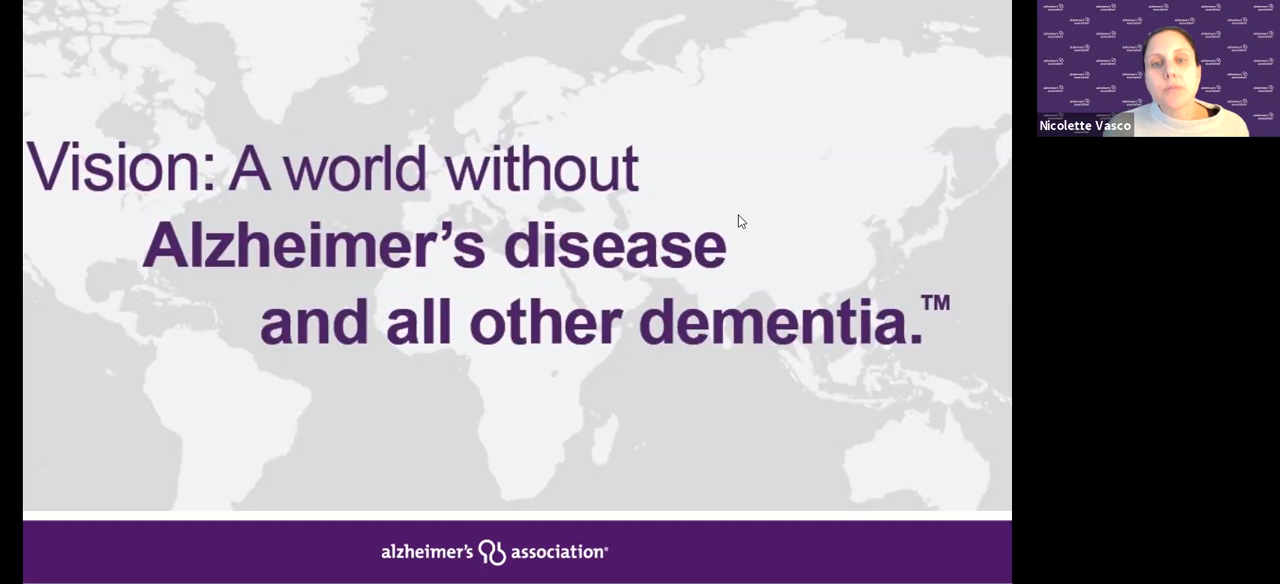 Vision: A world without
Alzheimer’s disease
and all other dementia.™
alzheimer's association®
Nicolette Vasco